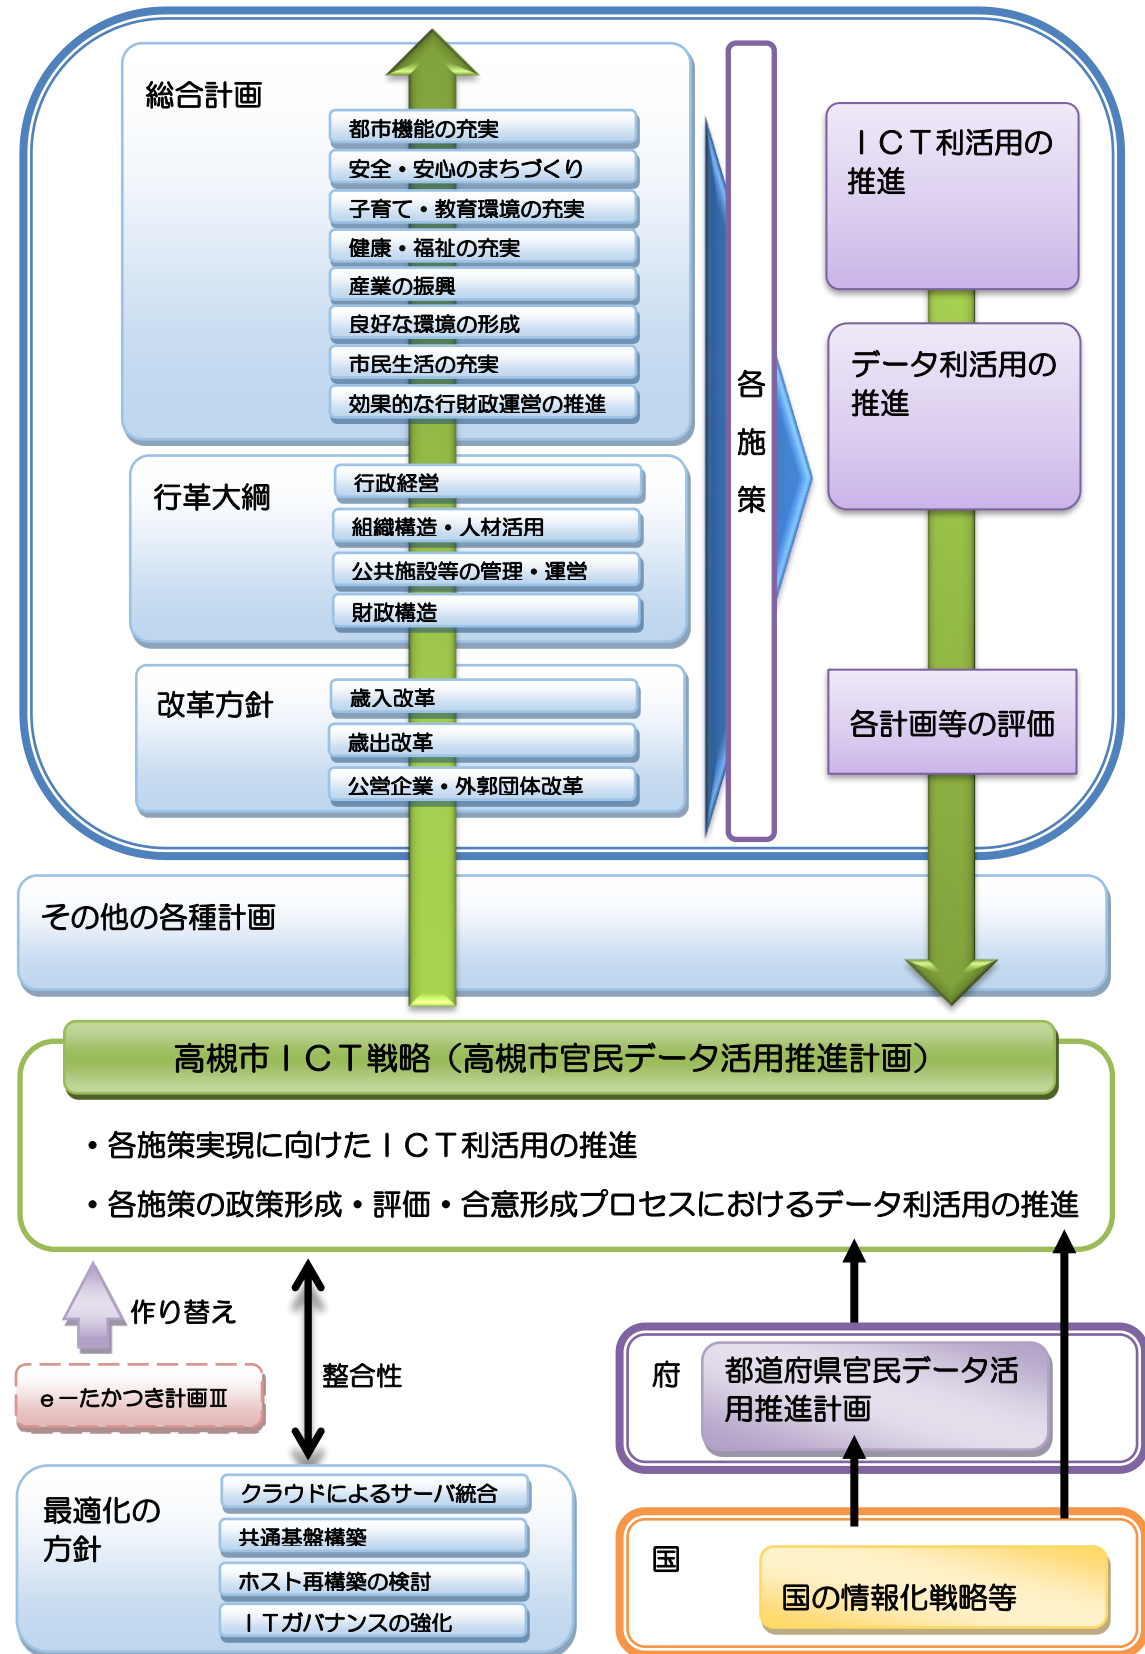 総合計画
都市機能の充実
安全・安心のまちづくり
子育て・教育環境の充実
健康・福祉の充実
産業の振興
良好な環境の形成
市民生活の充実
効果的な行財政運営の推進
行革大綱
行政経営
組織構造・人材活用
公共施設等の管理・運営
財政構造
改革方針
歳入改革
歳出改革
公営企業・外郭団体改革
各
施
策
ＩＣＴ利活用の
推進
データ利活用の
推進
各計画等の評価
その他の各種計画
高槻市ＩＣＴ戦略（高槻市官民データ活用推進計画）
・各施策実現に向けたＩＣＴ利活用の推進
・各施策の政策形成・評価・合意形成プロセスにおけるデータ利活用の推進
作り替え
ｅ－たかつき計画Ⅲ
整合性
最適化の
方針
クラウドによるサーバ統合
共通基盤構築
ホスト再構築の検討
ＩＴガバナンスの強化
府
都道府県官民データ活
用推進計画
国
国の情報化戦略等